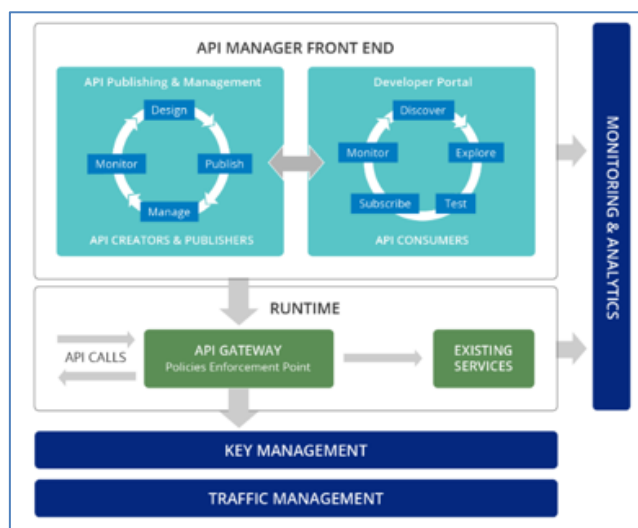 API MANAGER FRONT END
API Publishing & Management
Design
Monitor
Publish
Manage
API CREATORS & PUBLISHERS
Developer Portal
Discover
Monitor
Explore
Subscribe
Test
API CONSUMERS
MONITORING & ANALYTICS
RUNTIME
API CALLS
API GATEWAY
Policies Enforcement Point
EXISTING
SERVICES
KEY MANAGEMENT
TRAFFIC MANAGEMENT